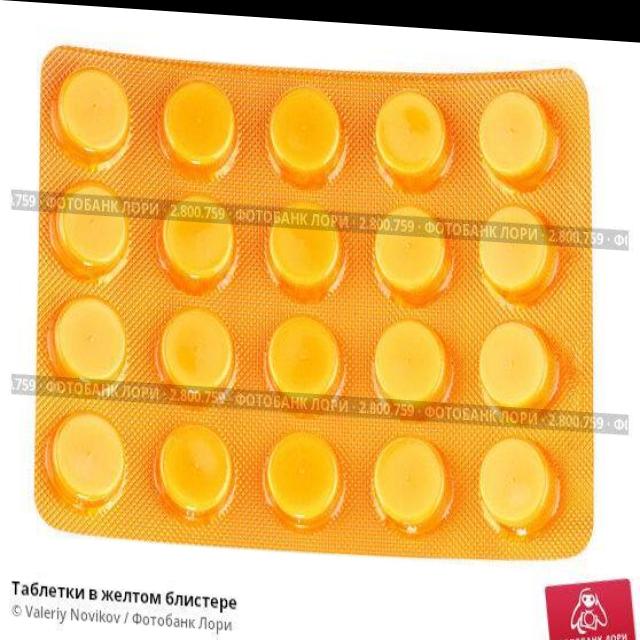 .759 · ФОТОБАНК ЛОРИ · 2.800.759 · ФОТОБАНК ЛОРИ · 2.800.759 · ФОТОБАНК ЛОРИ · 2.800.759 ·
.759 · ФОТОБАНК ЛОРИ · 2.800.759 · ФОТОБАНК ЛОРИ · 2.800.759 · ФОТОБАНК ЛОРИ · 2.800.759 ·
Таблетки в желтом блистере
© Valeriy Novikov / Фотобанк Лори
ЛОРИ